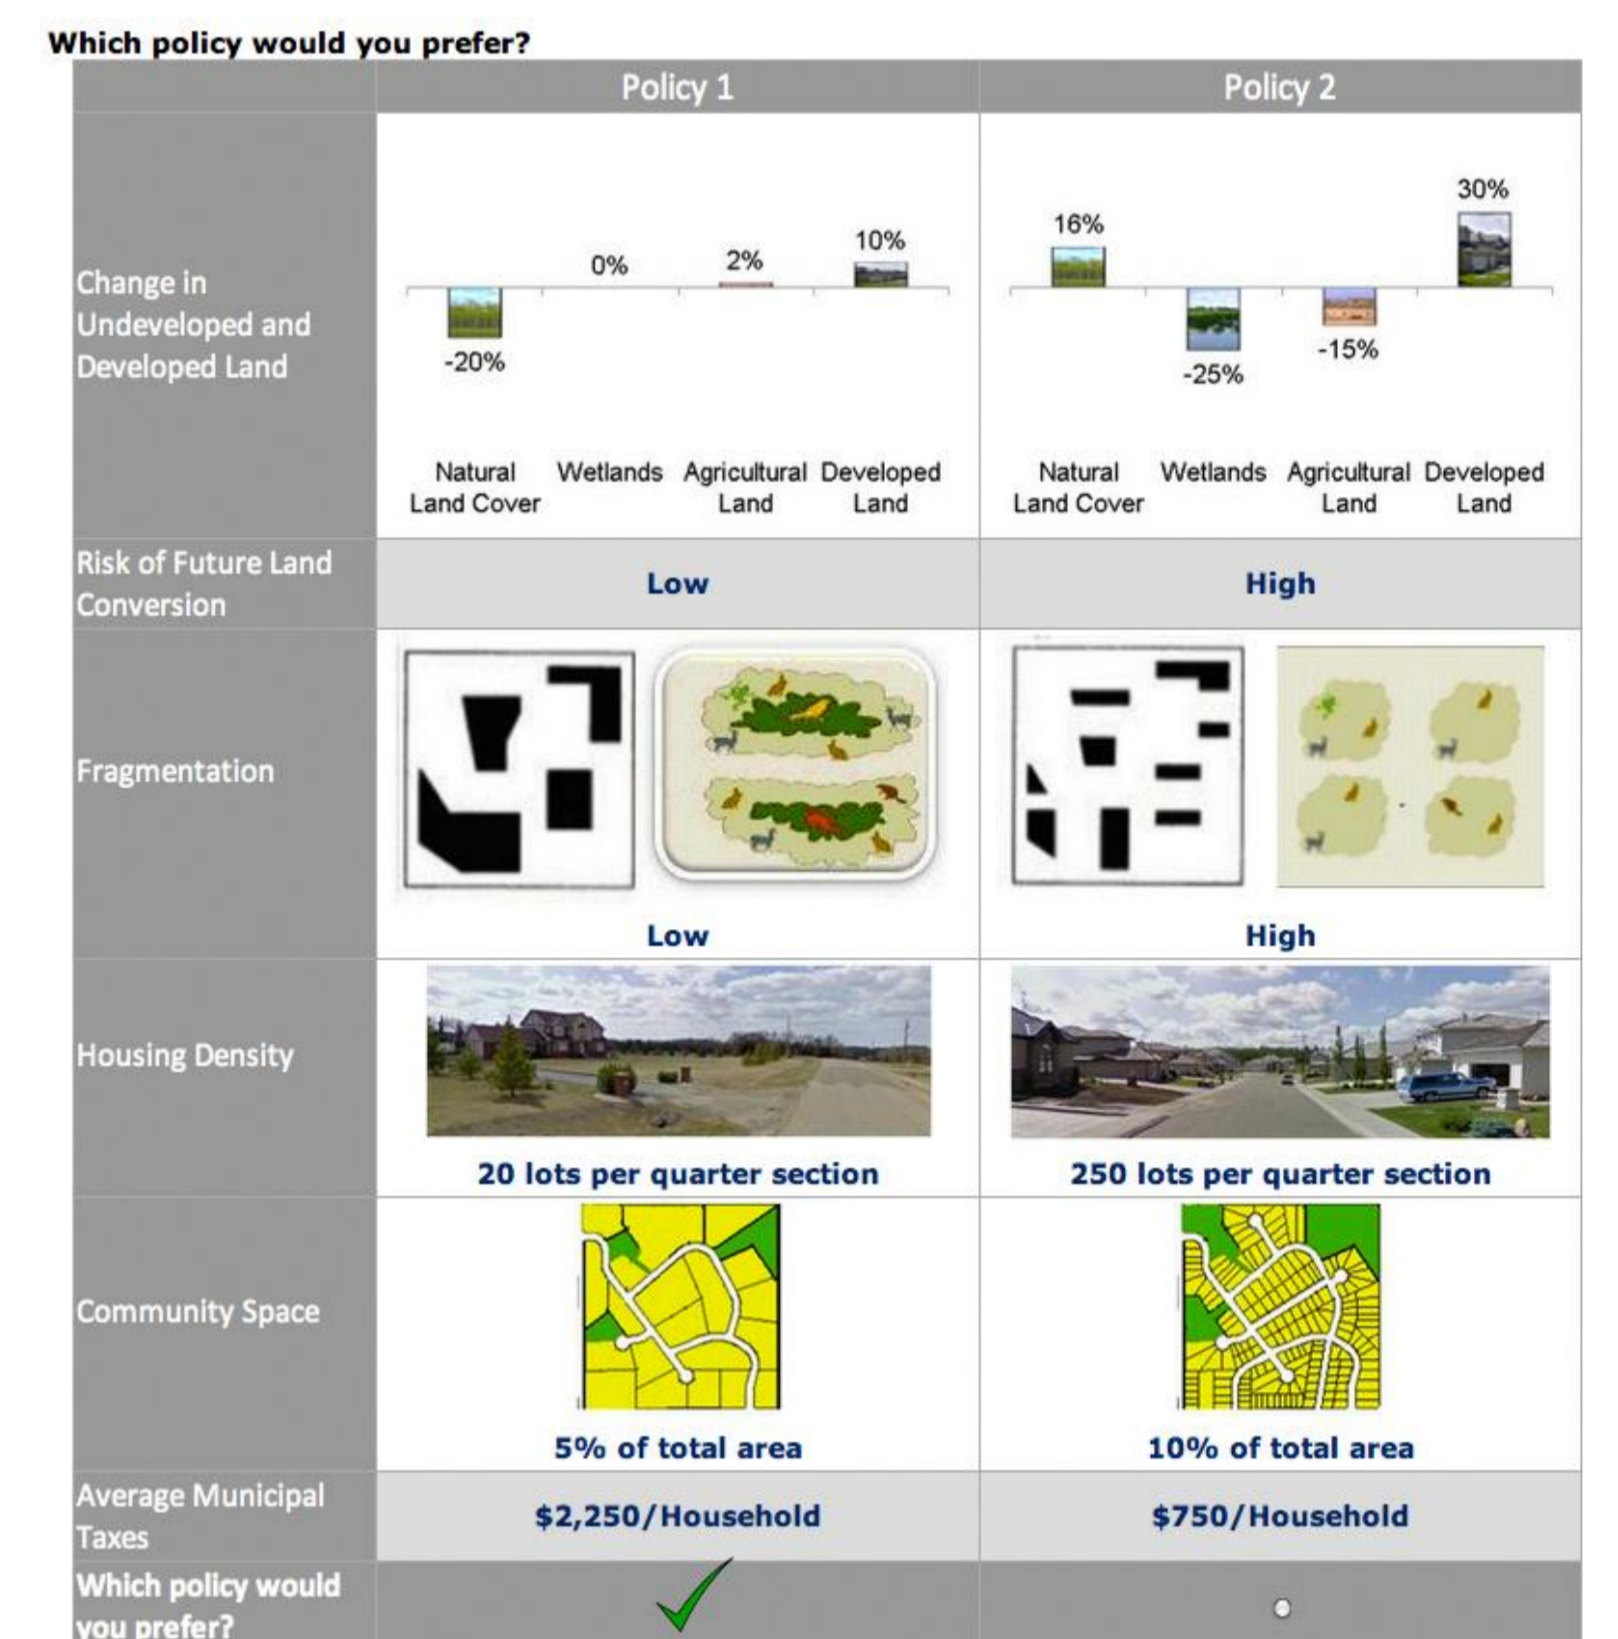 Which policy would you prefer?
Policy 1
Policy 2
Change in
Undeveloped and
Developed Land
-20%
0%
2%
10%
Natural
Land Cover
Wetlands
Agricultural
Land
Developed
Land
16%
-25%
-15%
30%
Natural
Land Cover
Wetlands
Agricultural
Land
Developed
Land
Risk of Future Land
Conversion
Low
High
Fragmentation
Low
High
Housing Density
20 lots per quarter section
250 lots per quarter section
Community Space
5% of total area
10% of total area
Average Municipal
Taxes
$2,250/Household
$750/Household
Which policy would
you prefer?